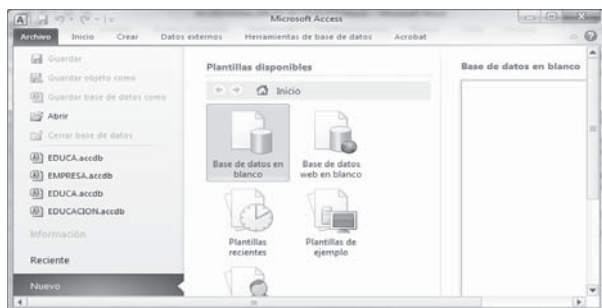 Microsoft Access
Archivo Inicio Crear Datos externos Herramientas de base de datos Acrobat
Guardar
Guardar objeto como
Guardar base de datos como
Abrir
Cerrar base de datos
EDUCA.accdb
EMPRESA.accdb
EDUCA.accdb
EDUCACION.accdb
Información
Reciente
Nuevo
Plantillas disponibles
Inicio
Base de datos en
blanco
Base de datos
web en blanco
Plantillas
recientes
Plantillas de
ejemplo
Base de datos en blanco